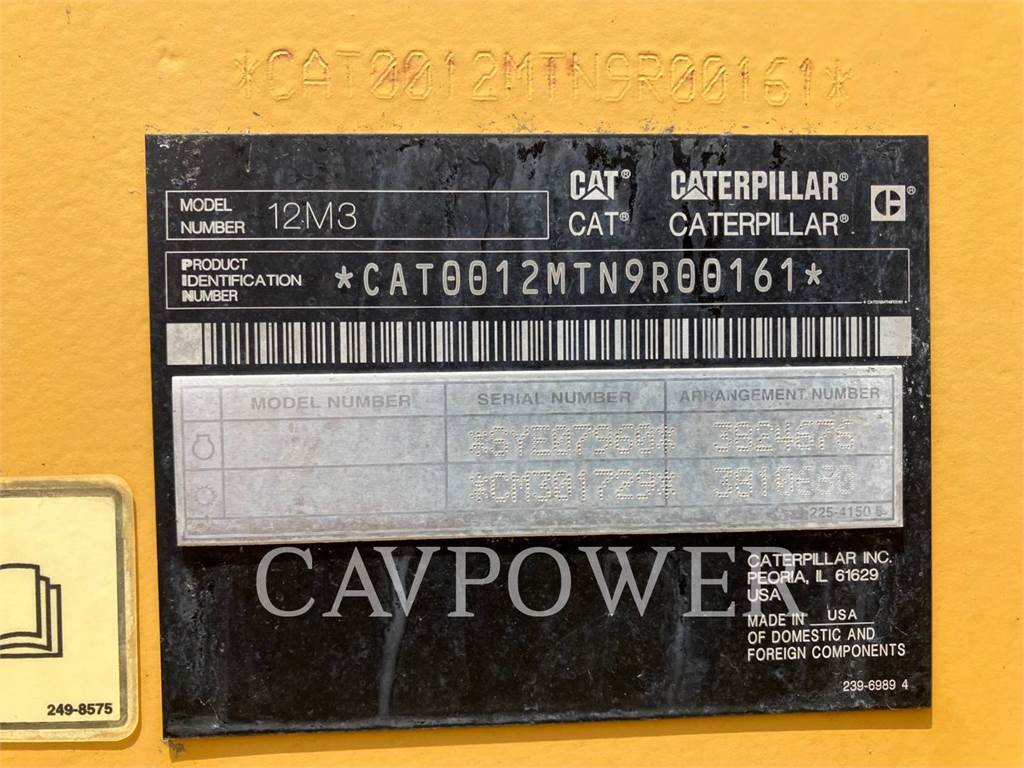 *CAT0012MTN9R00161*
CAT® CATERPILLAR®
MODEL NUMBER 12M3
CAT® CATERPILLAR®
PRODUCT IDENTIFICATION NUMBER *CAT0012MTN9R00161*
MODEL NUMBER SERIAL NUMBER ARRANGEMENT NUMBER
3824676
*CM301729*
225-4150 5
CAVPOWER
CATERPILLAR INC.
PEORIA, IL 61629
USA
MADE IN USA
OF DOMESTIC AND
FOREIGN COMPONENTS
239-6989 4
249-8575